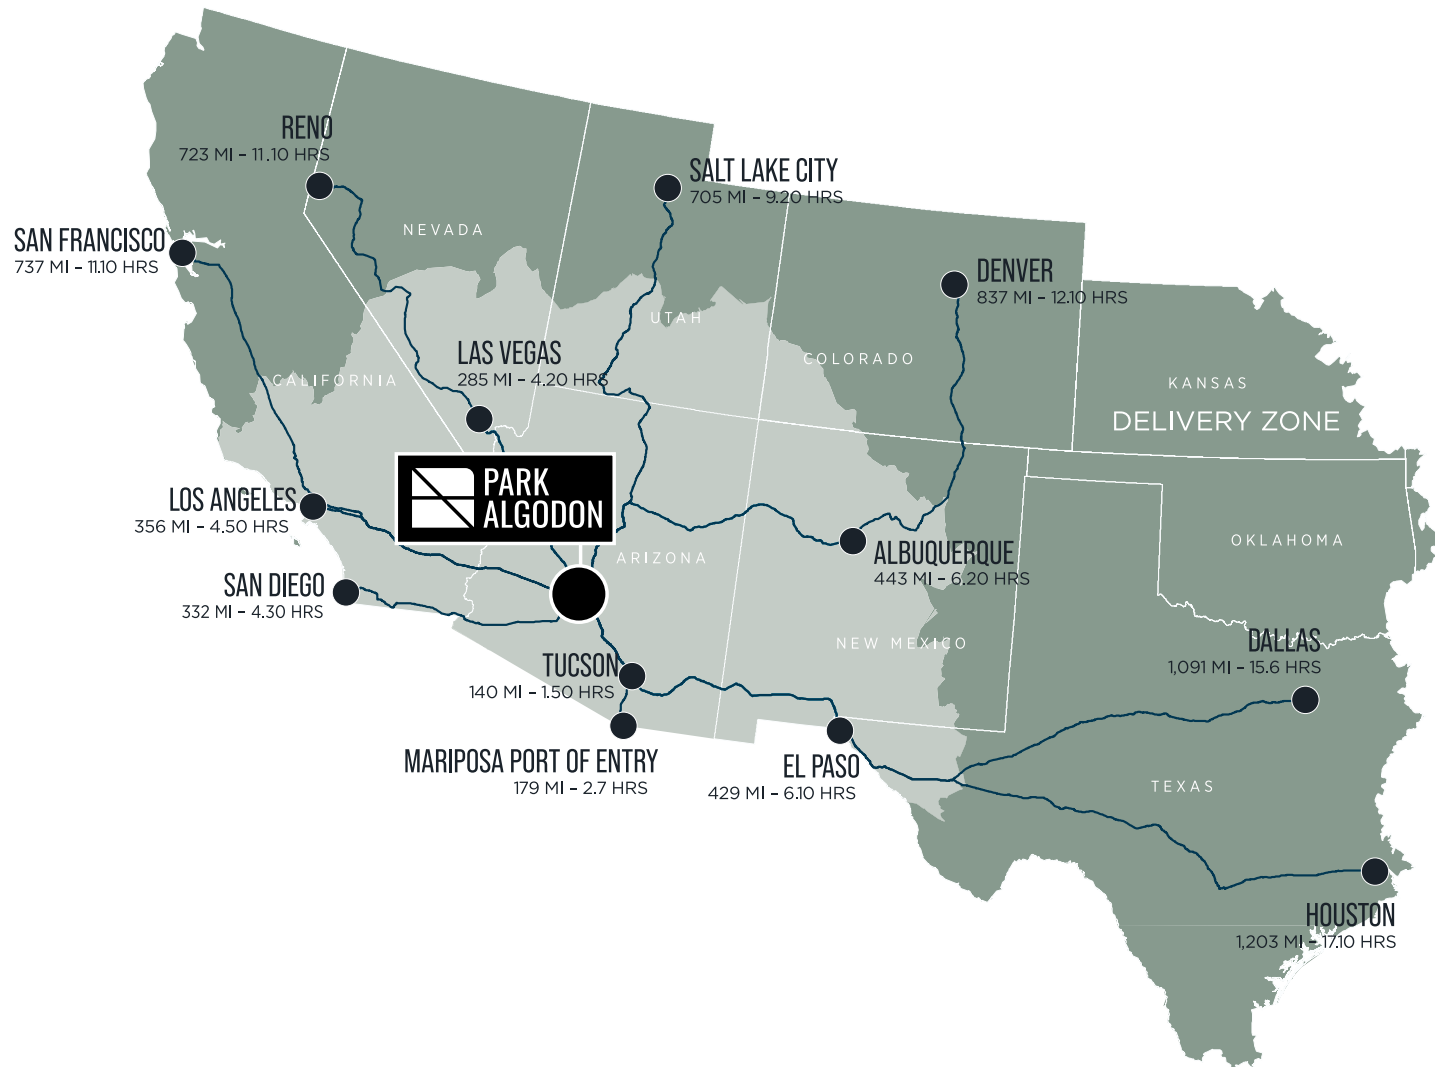 RENO
723 MI – 11.10 HRS
SALT LAKE CITY
705 MI – 9.20 HRS
NEVADA
SAN FRANCISCO
737 MI – 11.10 HRS
DENVER
837 MI – 12.10 HRS
UTAH
LAS VEGAS
285 MI – 4.20 HRS
COLORADO
CALIFORNIA
KANSAS
DELIVERY ZONE
PARK
ALGODON
LOS ANGELES
356 MI – 4.50 HRS
ARIZONA
ALBUQUERQUE
443 MI – 6.20 HRS
OKLAHOMA
SAN DIEGO
332 MI – 4.30 HRS
NEW MEXICO
DALLAS
1,091 MI – 15.6 HRS
TUCSON
140 MI – 1.50 HRS
MARIPOSA PORT OF ENTRY
179 MI – 2.7 HRS
EL PASO
429 MI – 6.10 HRS
TEXAS
HOUSTON
1,203 MI – 17.10 HRS